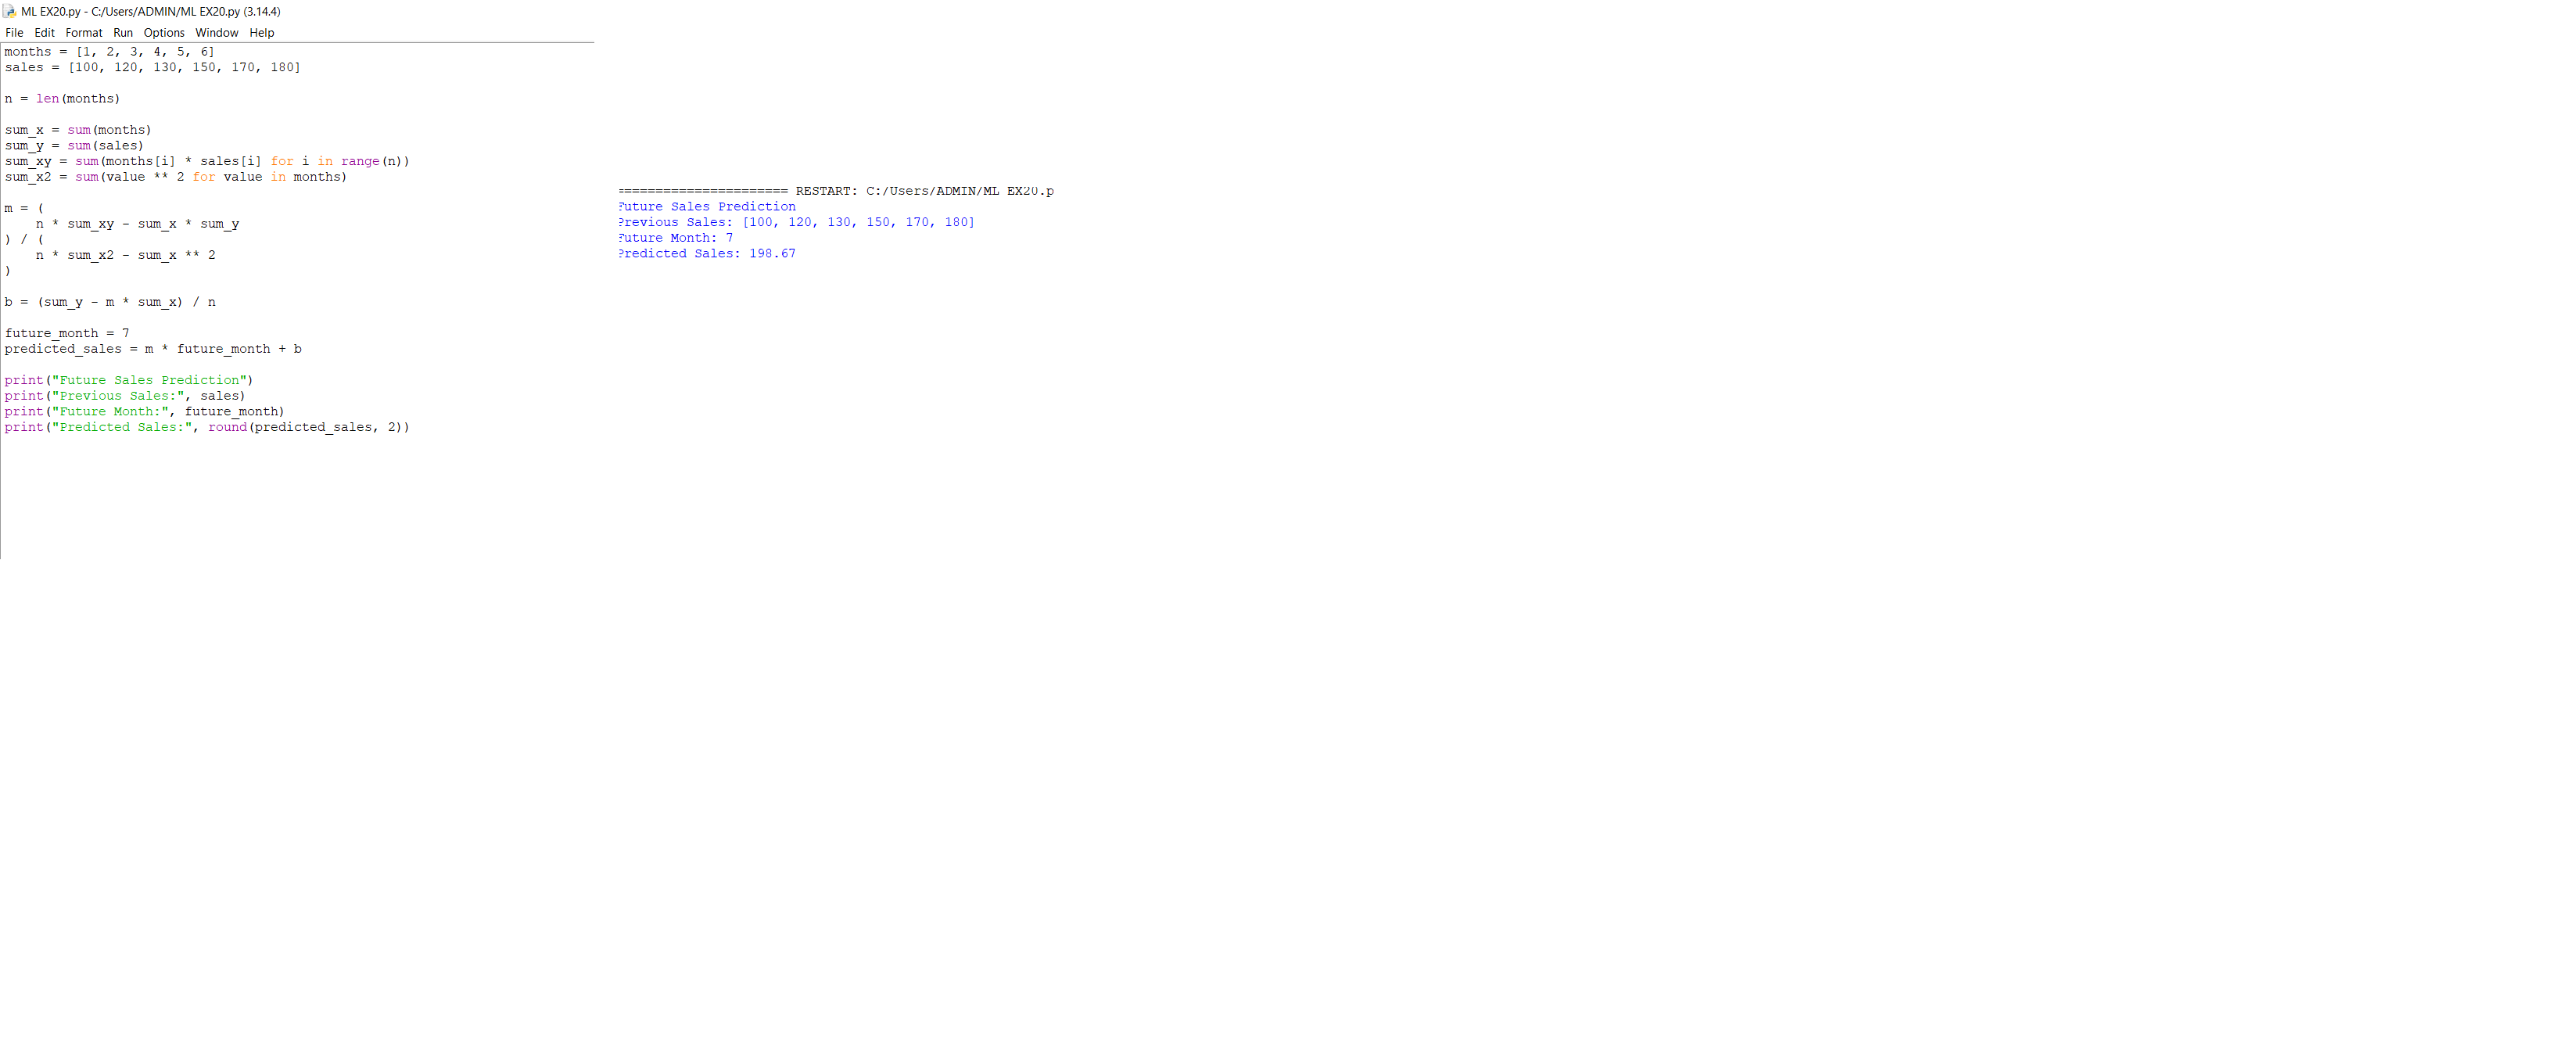 ML EX20.py - C:/Users/ADMIN/ML EX20.py (3.14.4)
File Edit Format Run Options Window Help
months = [1, 2, 3, 4, 5, 6]
sales = [100, 120, 130, 150, 170, 180]
n = len(months)
sum_x = sum(months)
sum_y = sum(sales)
sum_xy = sum(months[i] * sales[i] for i in range(n))
sum_x2 = sum(value ** 2 for value in months)
m = (
    n * sum_xy - sum_x * sum_y
) / (
    n * sum_x2 - sum_x ** 2
)
b = (sum_y - m * sum_x) / n
future_month = 7
predicted_sales = m * future_month + b
print("Future Sales Prediction")
print("Previous Sales:", sales)
print("Future Month:", future_month)
print("Predicted Sales:", round(predicted_sales, 2))
====================== RESTART: C:/Users/ADMIN/ML EX20.p
Future Sales Prediction
Previous Sales: [100, 120, 130, 150, 170, 180]
Future Month: 7
Predicted Sales: 198.67